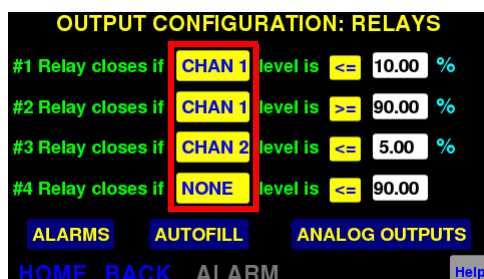 OUTPUT CONFIGURATION: RELAYS
#1 Relay closes if CHAN 1 level is <= 10.00 %
#2 Relay closes if CHAN 1 level is >= 90.00 %
#3 Relay closes if CHAN 2 level is <= 5.00 %
#4 Relay closes if NONE level is <= 90.00
ALARMS AUTOFILL ANALOG OUTPUTS
HOME BACK ALARM Help